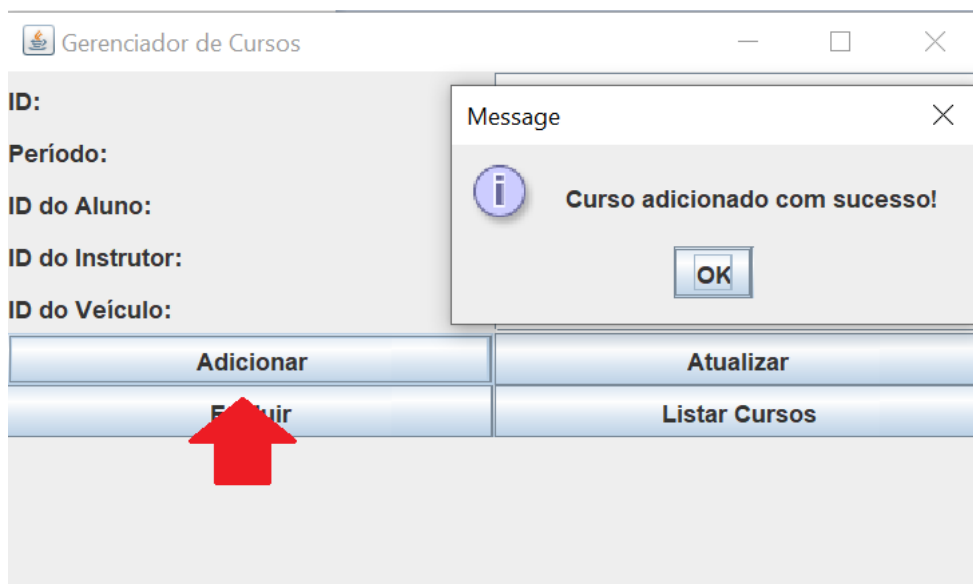 Gerenciador de Cursos
ID:
Message
Período:
Curso adicionado com sucesso!
ID do Aluno:
ID do Instrutor:
OK
ID do Veículo:
Adicionar
Atualizar
Listar Cursos